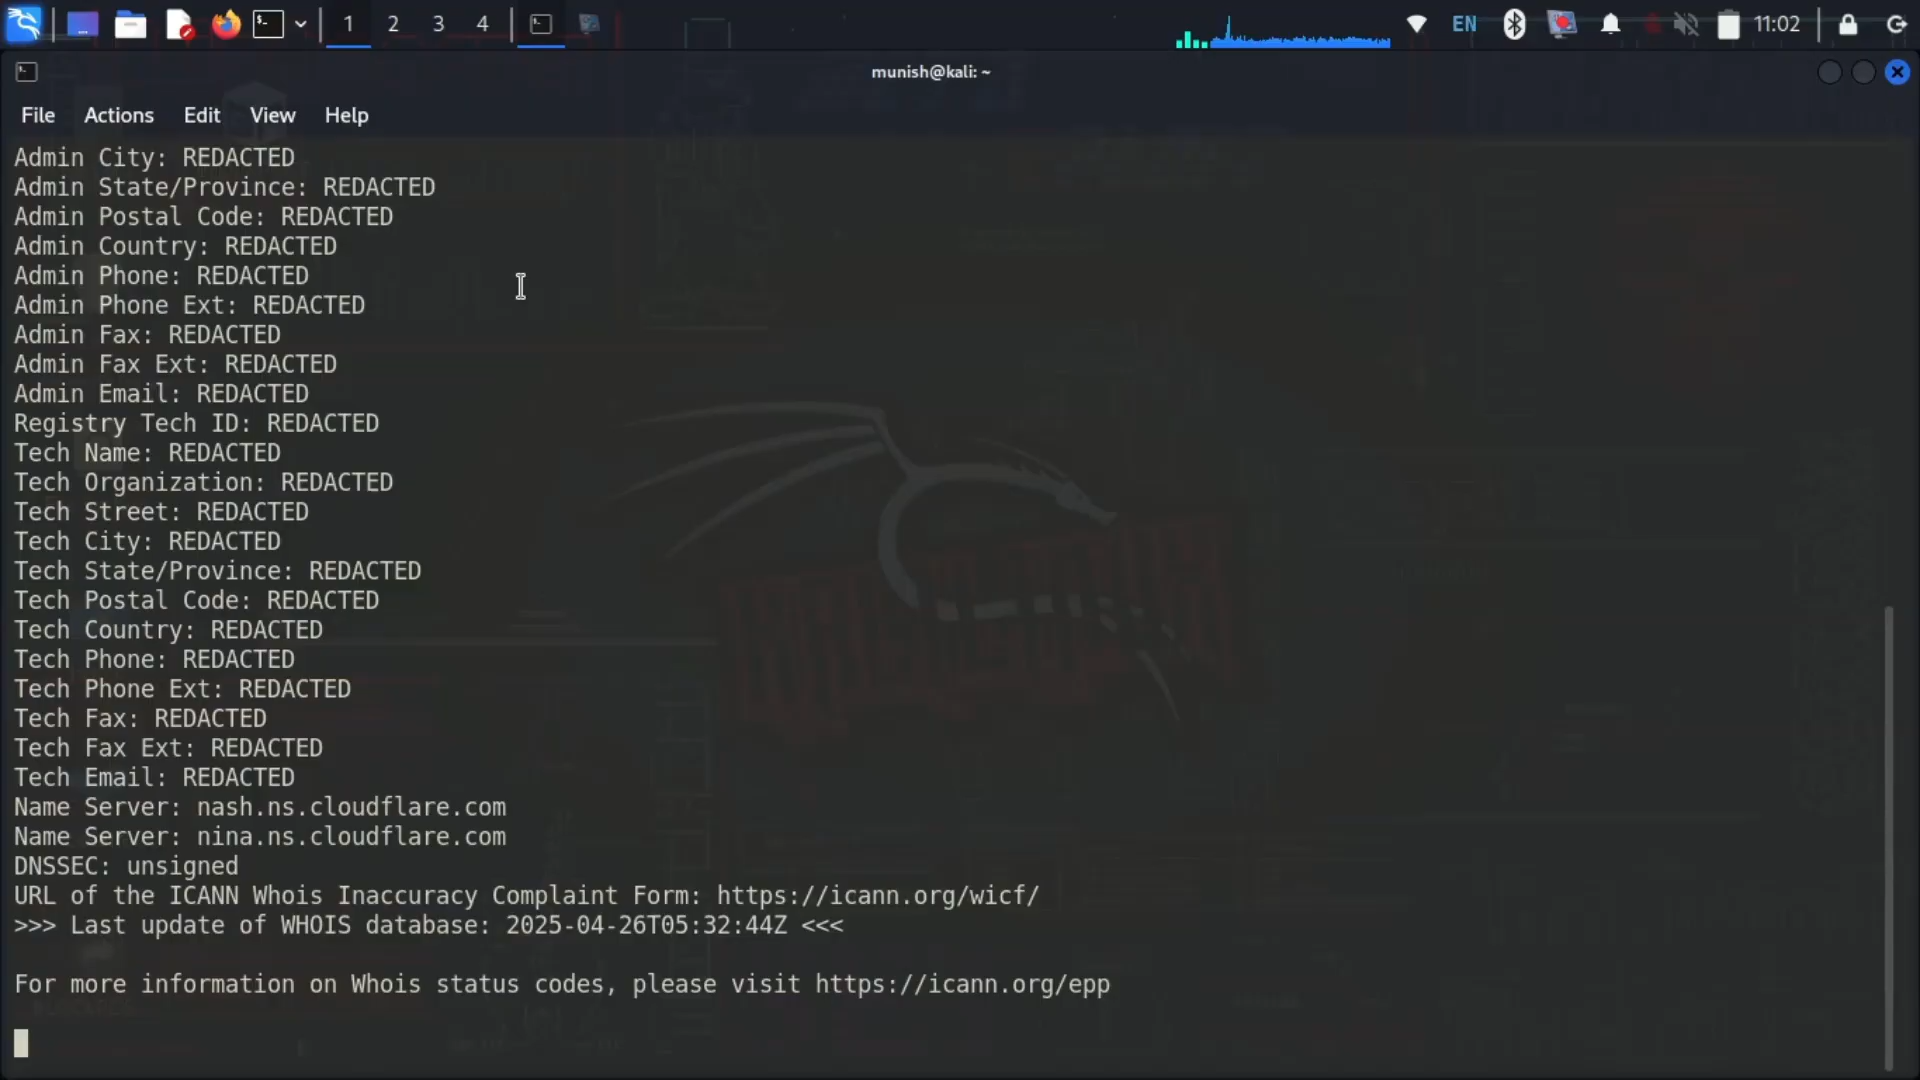 1 2 3 4 EN 11:02
munish@kali: ~
File Actions Edit View Help
Admin City: REDACTED
Admin State/Province: REDACTED
Admin Postal Code: REDACTED
Admin Country: REDACTED
Admin Phone: REDACTED
Admin Phone Ext: REDACTED
Admin Fax: REDACTED
Admin Fax Ext: REDACTED
Admin Email: REDACTED
Registry Tech ID: REDACTED
Tech Name: REDACTED
Tech Organization: REDACTED
Tech Street: REDACTED
Tech City: REDACTED
Tech State/Province: REDACTED
Tech Postal Code: REDACTED
Tech Country: REDACTED
Tech Phone: REDACTED
Tech Phone Ext: REDACTED
Tech Fax: REDACTED
Tech Fax Ext: REDACTED
Tech Email: REDACTED
Name Server: nash.ns.cloudflare.com
Name Server: nina.ns.cloudflare.com
DNSSEC: unsigned
URL of the ICANN Whois Inaccuracy Complaint Form: https://icann.org/wicf/
>>> Last update of WHOIS database: 2025-04-26T05:32:44Z <<<
For more information on Whois status codes, please visit https://icann.org/epp